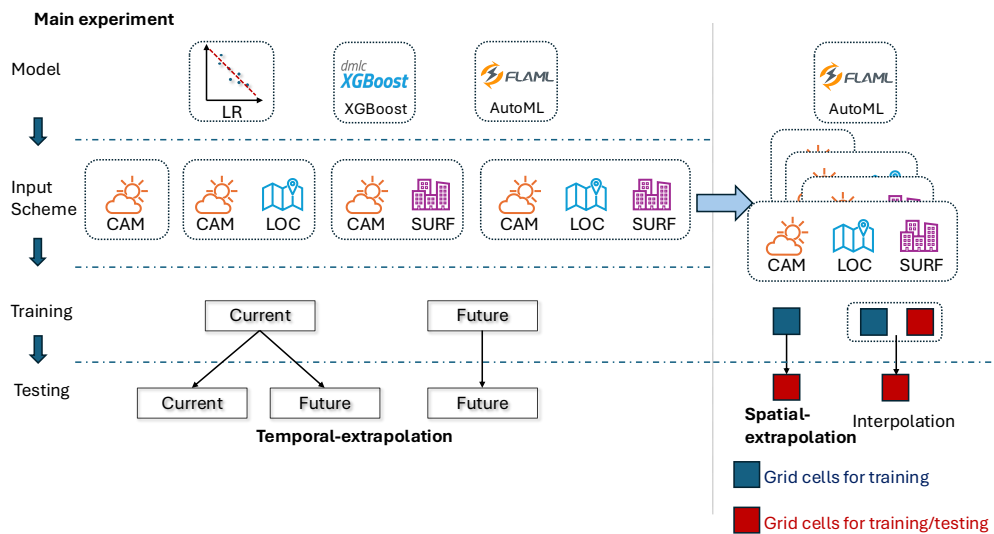 Main experiment
Model
LR
dmlc
XGBoost
XGBoost
FLAML
AutoML
FLAML
AutoML
Input
Scheme
CAM
CAM
LOC
CAM
SURF
CAM
LOC
SURF
CAM
LOC
SURF
Training
Current
Future
Testing
Current
Future
Future
Temporal-extrapolation
Spatial-
extrapolation
Interpolation
Grid cells for training
Grid cells for training/testing